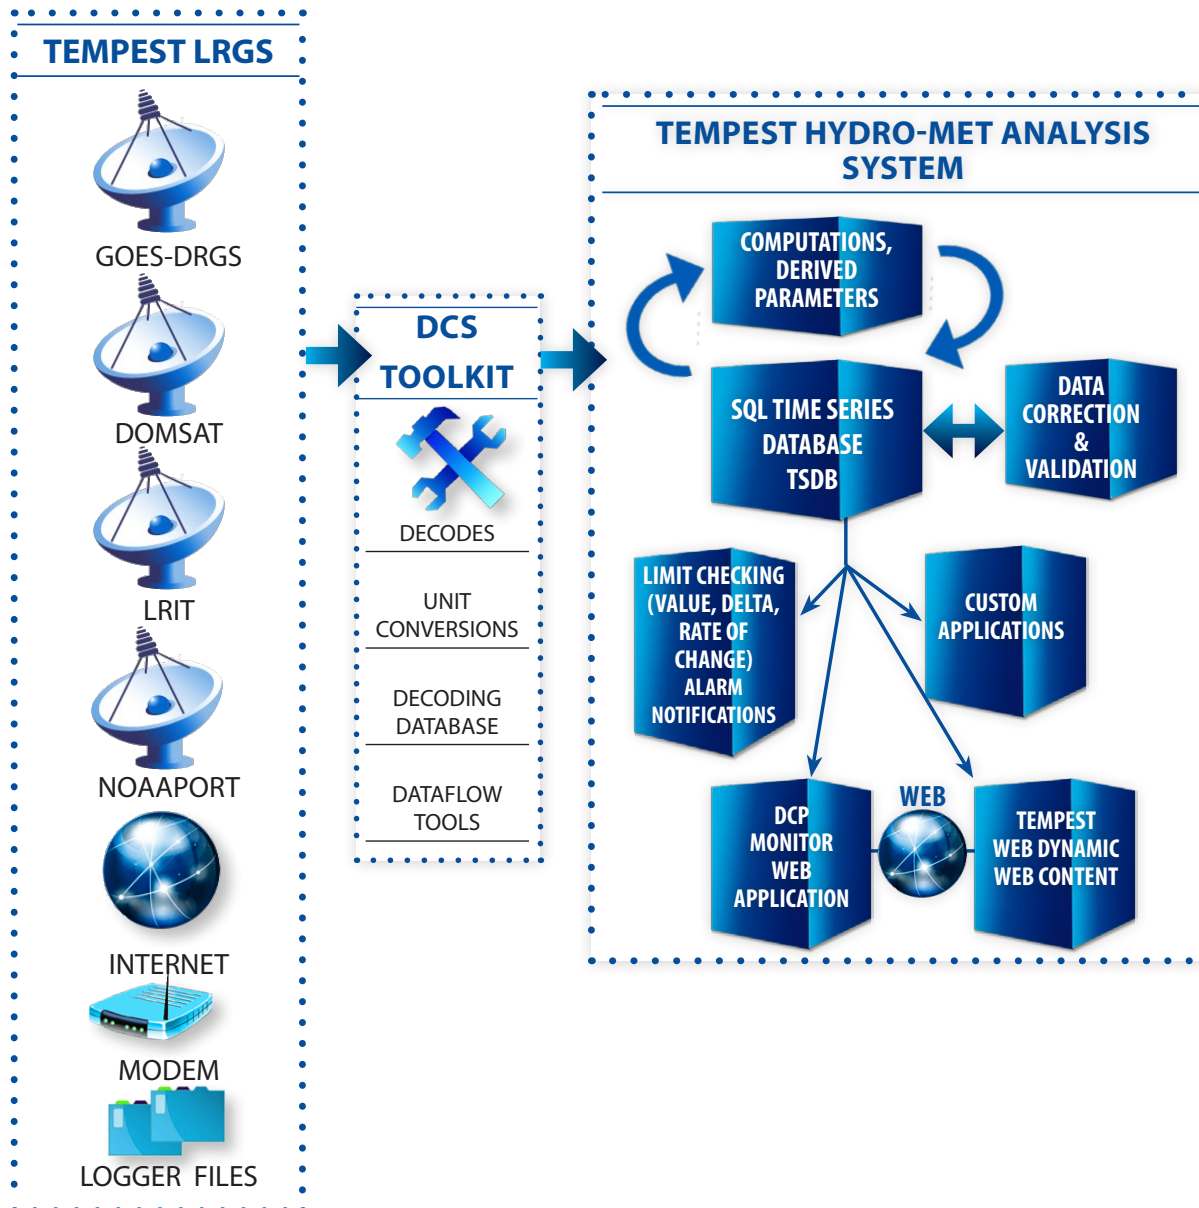 TEMPEST LRGS
GOES-DRGS
DOMSAT
LRIT
NOAAPORT
INTERNET
MODEM
LOGGER FILES
DCS
TOOLKIT
DECODES
UNIT
CONVERSIONS
DECODING
DATABASE
DATAFLOW
TOOLS
TEMPEST HYDRO-MET ANALYSIS
SYSTEM
COMPUTATIONS,
DERIVED
PARAMETERS
SQL TIME SERIES
DATABASE
TSDB
DATA
CORRECTION
&
VALIDATION
LIMIT CHECKING
(VALUE, DELTA,
RATE OF
CHANGE)
ALARM
NOTIFICATIONS
CUSTOM
APPLICATIONS
DCP
MONITOR
WEB
APPLICATION
WEB
TEMPEST
WEB DYNAMIC
WEB CONTENT